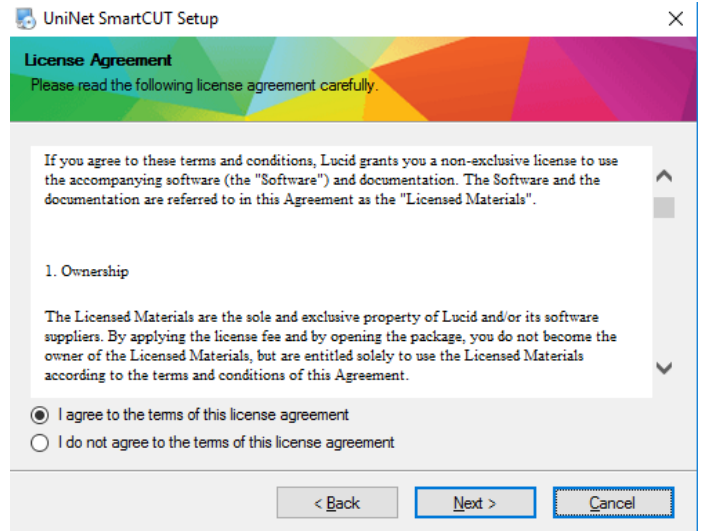 UniNet SmartCUT Setup
License Agreement
Please read the following license agreement carefully.
If you agree to these terms and conditions, Lucid grants you a non-exclusive license to use
the accompanying software (the "Software") and documentation. The Software and the
documentation are referred to in this Agreement as the "Licensed Materials".
1. Ownership
The Licensed Materials are the sole and exclusive property of Lucid and/or its software
suppliers. By applying the license fee and by opening the package, you do not become the
owner of the Licensed Materials, but are entitled solely to use the Licensed Materials
according to the terms and conditions of this Agreement.
I agree to the terms of this license agreement
I do not agree to the terms of this license agreement
< Back Next > Cancel